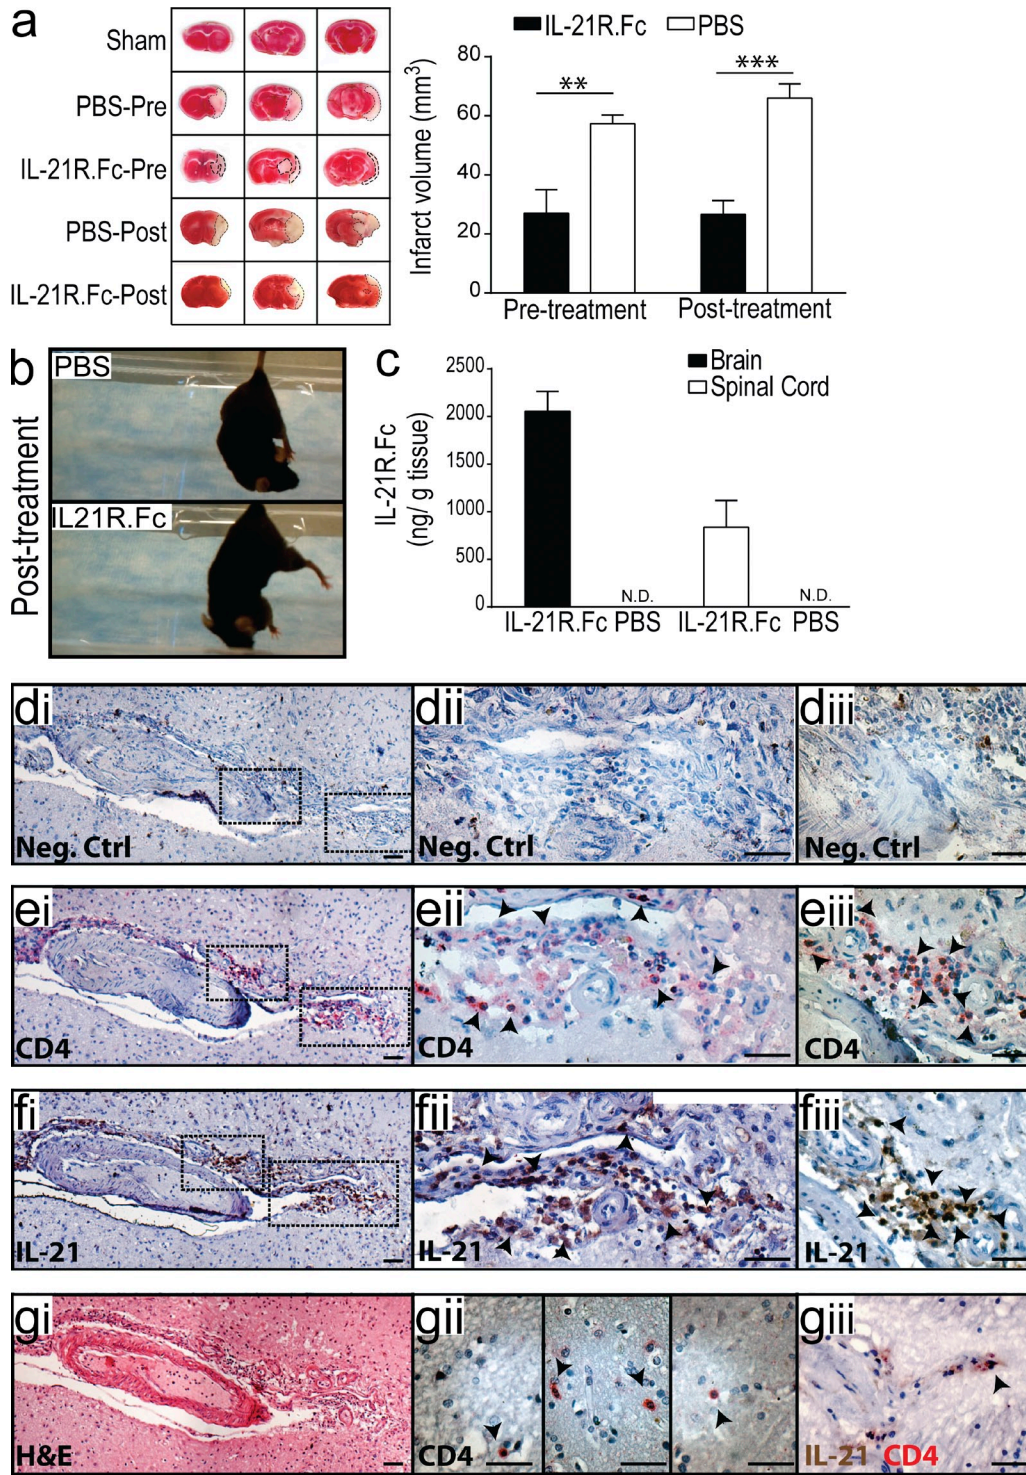 a
Sham
PBS-Pre
IL-21R.Fc-Pre
PBS-Post
IL-21R.Fc-Post
IL-21R.Fc PBS
Infarct volume (mm3)
80
60
40
20
0
**
***
Pre-treatment Post-treatment
b
Post-treatment
PBS
IL21R.Fc
c
Brain
Spinal Cord
IL-21R.Fc
(ng/ g tissue)
2500
2000
1500
1000
500
0
N.D.
N.D.
IL-21R.Fc PBS IL-21R.Fc PBS
di
Neg. Ctrl
dii
Neg. Ctrl
diii
Neg. Ctrl
ei
CD4
eii
CD4
eiii
CD4
fi
IL-21
fii
IL-21
fiii
IL-21
gi
H&E
gii
CD4
giii
IL-21 CD4